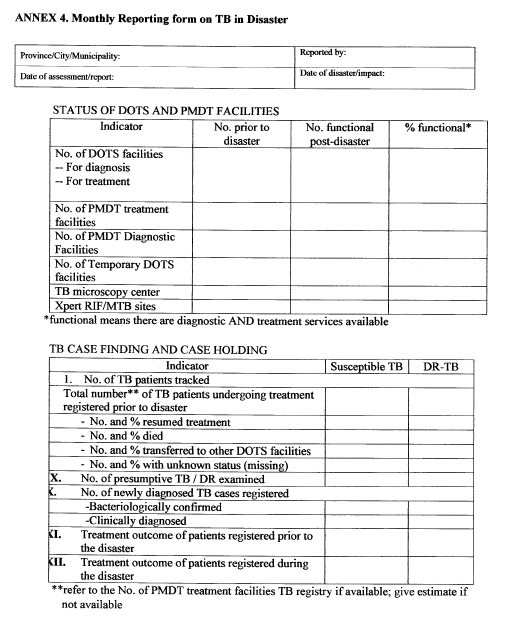 ANNEX 4. Monthly Reporting form on TB in Disaster
Province/City/Municipality:
Reported by:
Date of assessment/report:
Date of disaster/impact:
STATUS OF DOTS AND PMDT FACILITIES
Indicator
No. prior to
disaster
No. functional
post-disaster
% functional*
No. of DOTS facilities
-- For diagnosis
-- For treatment
No. of PMDT treatment
facilities
No. of PMDT Diagnostic
Facilities
No. of Temporary DOTS
facilities
TB microscopy center
Xpert RIF/MTB sites
*functional means there are diagnostic AND treatment services available
TB CASE FINDING AND CASE HOLDING
Indicator
Susceptible TB
DR-TB
1. No. of TB patients tracked
Total number** of TB patients undergoing treatment
registered prior to disaster
- No. and % resumed treatment
- No. and % died
- No. and % transferred to other DOTS facilities
- No. and % with unknown status (missing)
X. No. of presumptive TB / DR examined
No. of newly diagnosed TB cases registered
-Bacteriologically confirmed
-Clinically diagnosed
XI. Treatment outcome of patients registered prior to
the disaster
XII. Treatment outcome of patients registered during
the disaster
**refer to the No. of PMDT treatment facilities TB registry if available; give estimate if
not available